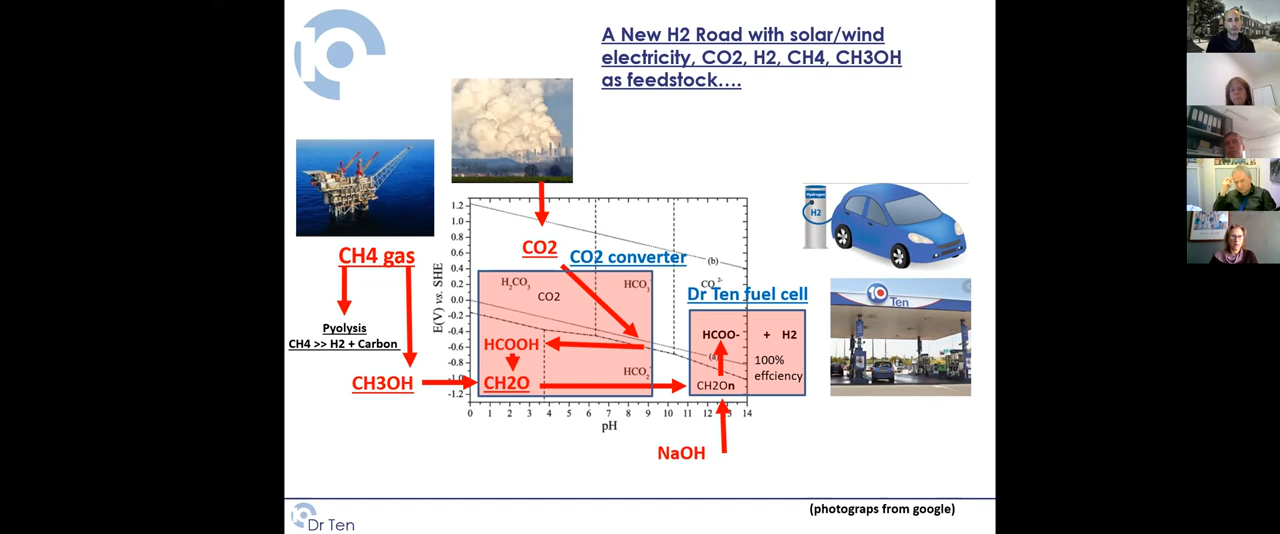 10
A New H2 Road with solar/wind
electricity, CO2, H2, CH4, CH3OH
as feedstock....
CH4 gas
Pyolysis
CH4 >> H2 + Carbon
CH3OH
CO2
CO2 converter
H₂CO₃
CO2
HCO₃⁻
CO₃²⁻
(b)
(a)
HCOOH
CH2O
HCO₂⁻
Dr Ten fuel cell
HCOO- + H2
100%
effciency
CH2On
NaOH
E(V) vs. SHE
1.2
1.0
0.8
0.6
0.4
0.2
0.0
-0.2
-0.4
-0.6
-0.8
-1.0
-1.2
0 1 2 3 4 5 6 7 8 9 10 11 12 13 14
pH
Hydrogen
H2
10 Ten
Dr Ten
(photograps from google)